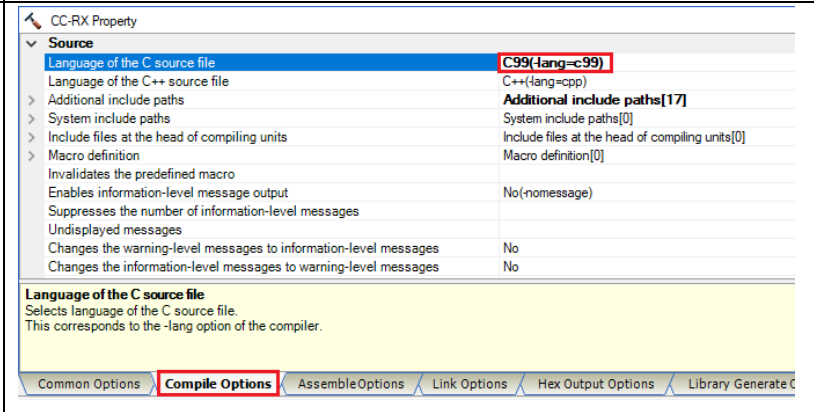 CC-RX Property
Source
Language of the C source file C99(-lang=c99)
Language of the C++ source file C++(-lang=cpp)
Additional include paths Additional include paths[17]
System include paths System include paths[0]
Include files at the head of compiling units Include files at the head of compiling units[0]
Macro definition Macro definition[0]
Invalidates the predefined macro
Enables information-level message output No(-nomessage)
Suppresses the number of information-level messages
Undisplayed messages
Changes the warning-level messages to information-level messages No
Changes the information-level messages to warning-level messages No
Language of the C source file
Selects language of the C source file.
This corresponds to the -lang option of the compiler.
Common Options Compile Options Assemble Options Link Options Hex Output Options Library Generate